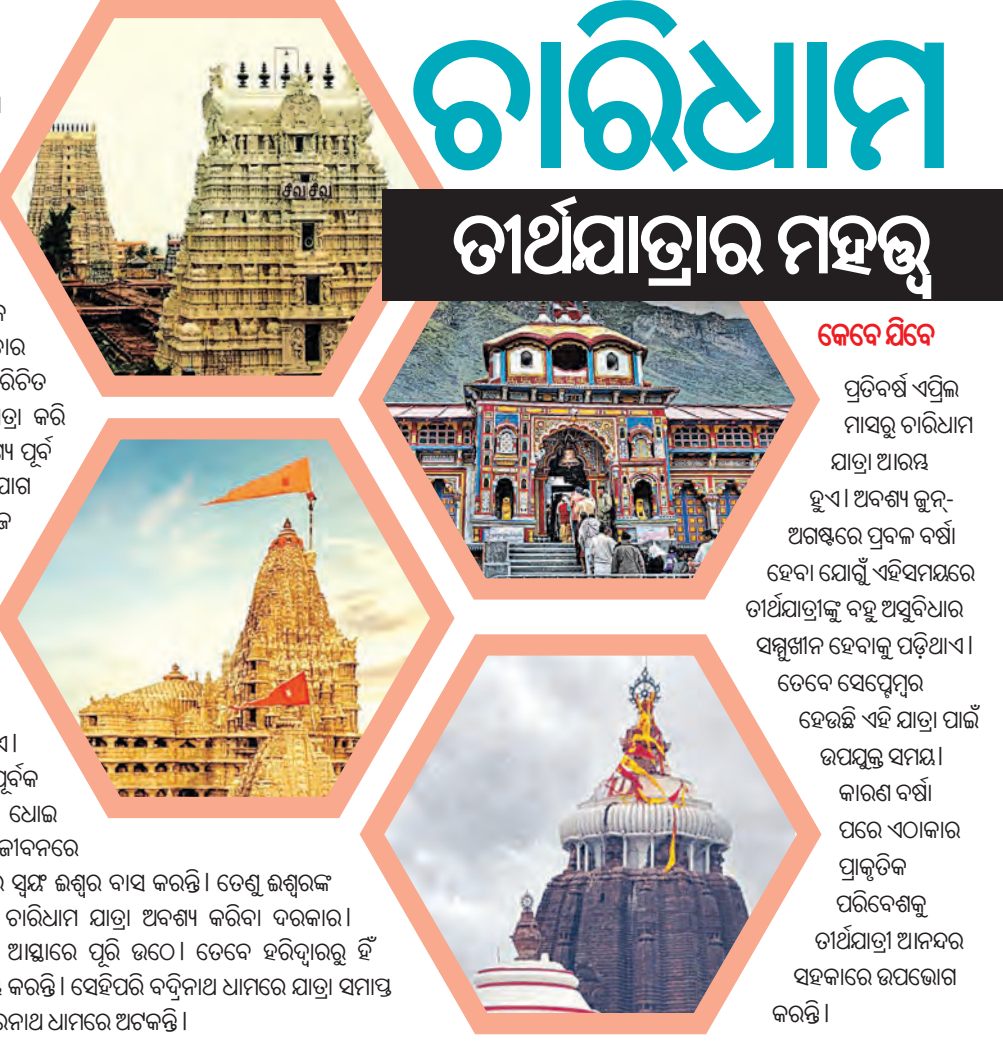 ଚାରିଧାମ
ତୀର୍ଥଯାତ୍ରାର ମହତ୍ତ୍ୱ
କେବେ ଯିବେ
ପ୍ରତିବର୍ଷ ଏପ୍ରିଲ
ମାସରୁ ଚାରିଧାମ
ଯାତ୍ରା ଆରମ୍ଭ
ହୁଏ। ଅବଶ୍ୟ ଜୁନ୍-
ଅଗଷ୍ଟରେ ପ୍ରବଳ ବର୍ଷା
ହେବା ଯୋଗୁଁ ଏହିସମୟରେ
ତୀର୍ଥଯାତ୍ରୀଙ୍କୁ ବହୁ ଅସୁବିଧାର
ସମ୍ମୁଖୀନ ହେବାକୁ ପଡ଼ିଥାଏ।
ତେବେ ସେପ୍ଟେମ୍ବର
ହେଉଛି ଏହି ଯାତ୍ରା ପାଇଁ
ଉପଯୁକ୍ତ ସମୟ।
କାରଣ ବର୍ଷା
ପରେ ଏଠାକାର
ପ୍ରାକୃତିକ
ପରିବେଶକୁ
ତୀର୍ଥଯାତ୍ରୀ ଆନନ୍ଦର
ସହକାରେ ଉପଭୋଗ
କରନ୍ତି।
କରି
ପୂର୍ବ
ଧୋଇ
ଜୀବନରେ
ସ୍ୱୟଂ ଈଶ୍ୱର ବାସ କରନ୍ତି। ତେଣୁ ଈଶ୍ୱରଙ୍କ
ଚାରିଧାମ ଯାତ୍ରା ଅବଶ୍ୟ କରିବା ଦରକାର।
ଆସ୍ଥାରେ ପୂରି ଉଠେ। ତେବେ ହରିଦ୍ୱାରରୁ ହିଁ
କରନ୍ତି। ସେହିପରି ବଦ୍ରିନାଥ ଧାମରେ ଯାତ୍ରା ସମାପ୍ତ
ଧାମରେ ଅଟକନ୍ତି।